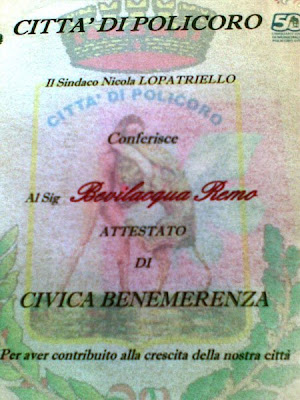 CITTA' DI POLICORO
50
Il Sindaco Nicola LOPATRIELLO
CITTA' DI POLICORO
Conferisce
Al Sig Bevilacqua Remo
ATTESTATO
DI
CIVICA BENEMERENZA
Per aver contribuito alla crescita della nostra città